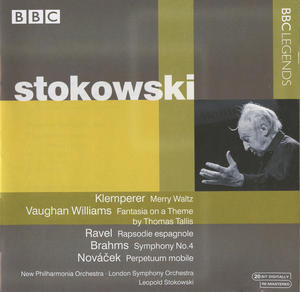 BBC
BBC LEGENDS
stokowski
Klemperer Merry Waltz
Vaughan Williams Fantasia on a Theme
by Thomas Tallis
Ravel Rapsodie espagnole
Brahms Symphony No.4
Nováček Perpetuum mobile
New Philharmonia Orchestra · London Symphony Orchestra
Leopold Stokowski
20 BIT DIGITALLY
RE-MASTERED